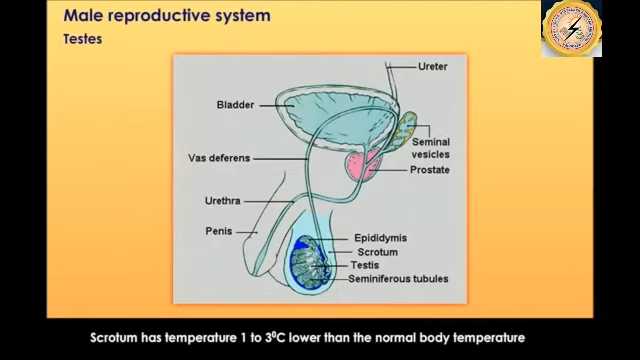 Male reproductive system
Testes
Ureter
Bladder
Seminal
vesicles
Vas deferens
Prostate
Urethra
Penis
Epididymis
Scrotum
Testis
Seminiferous tubules
Scrotum has temperature 1 to 3⁰C lower than the normal body temperature